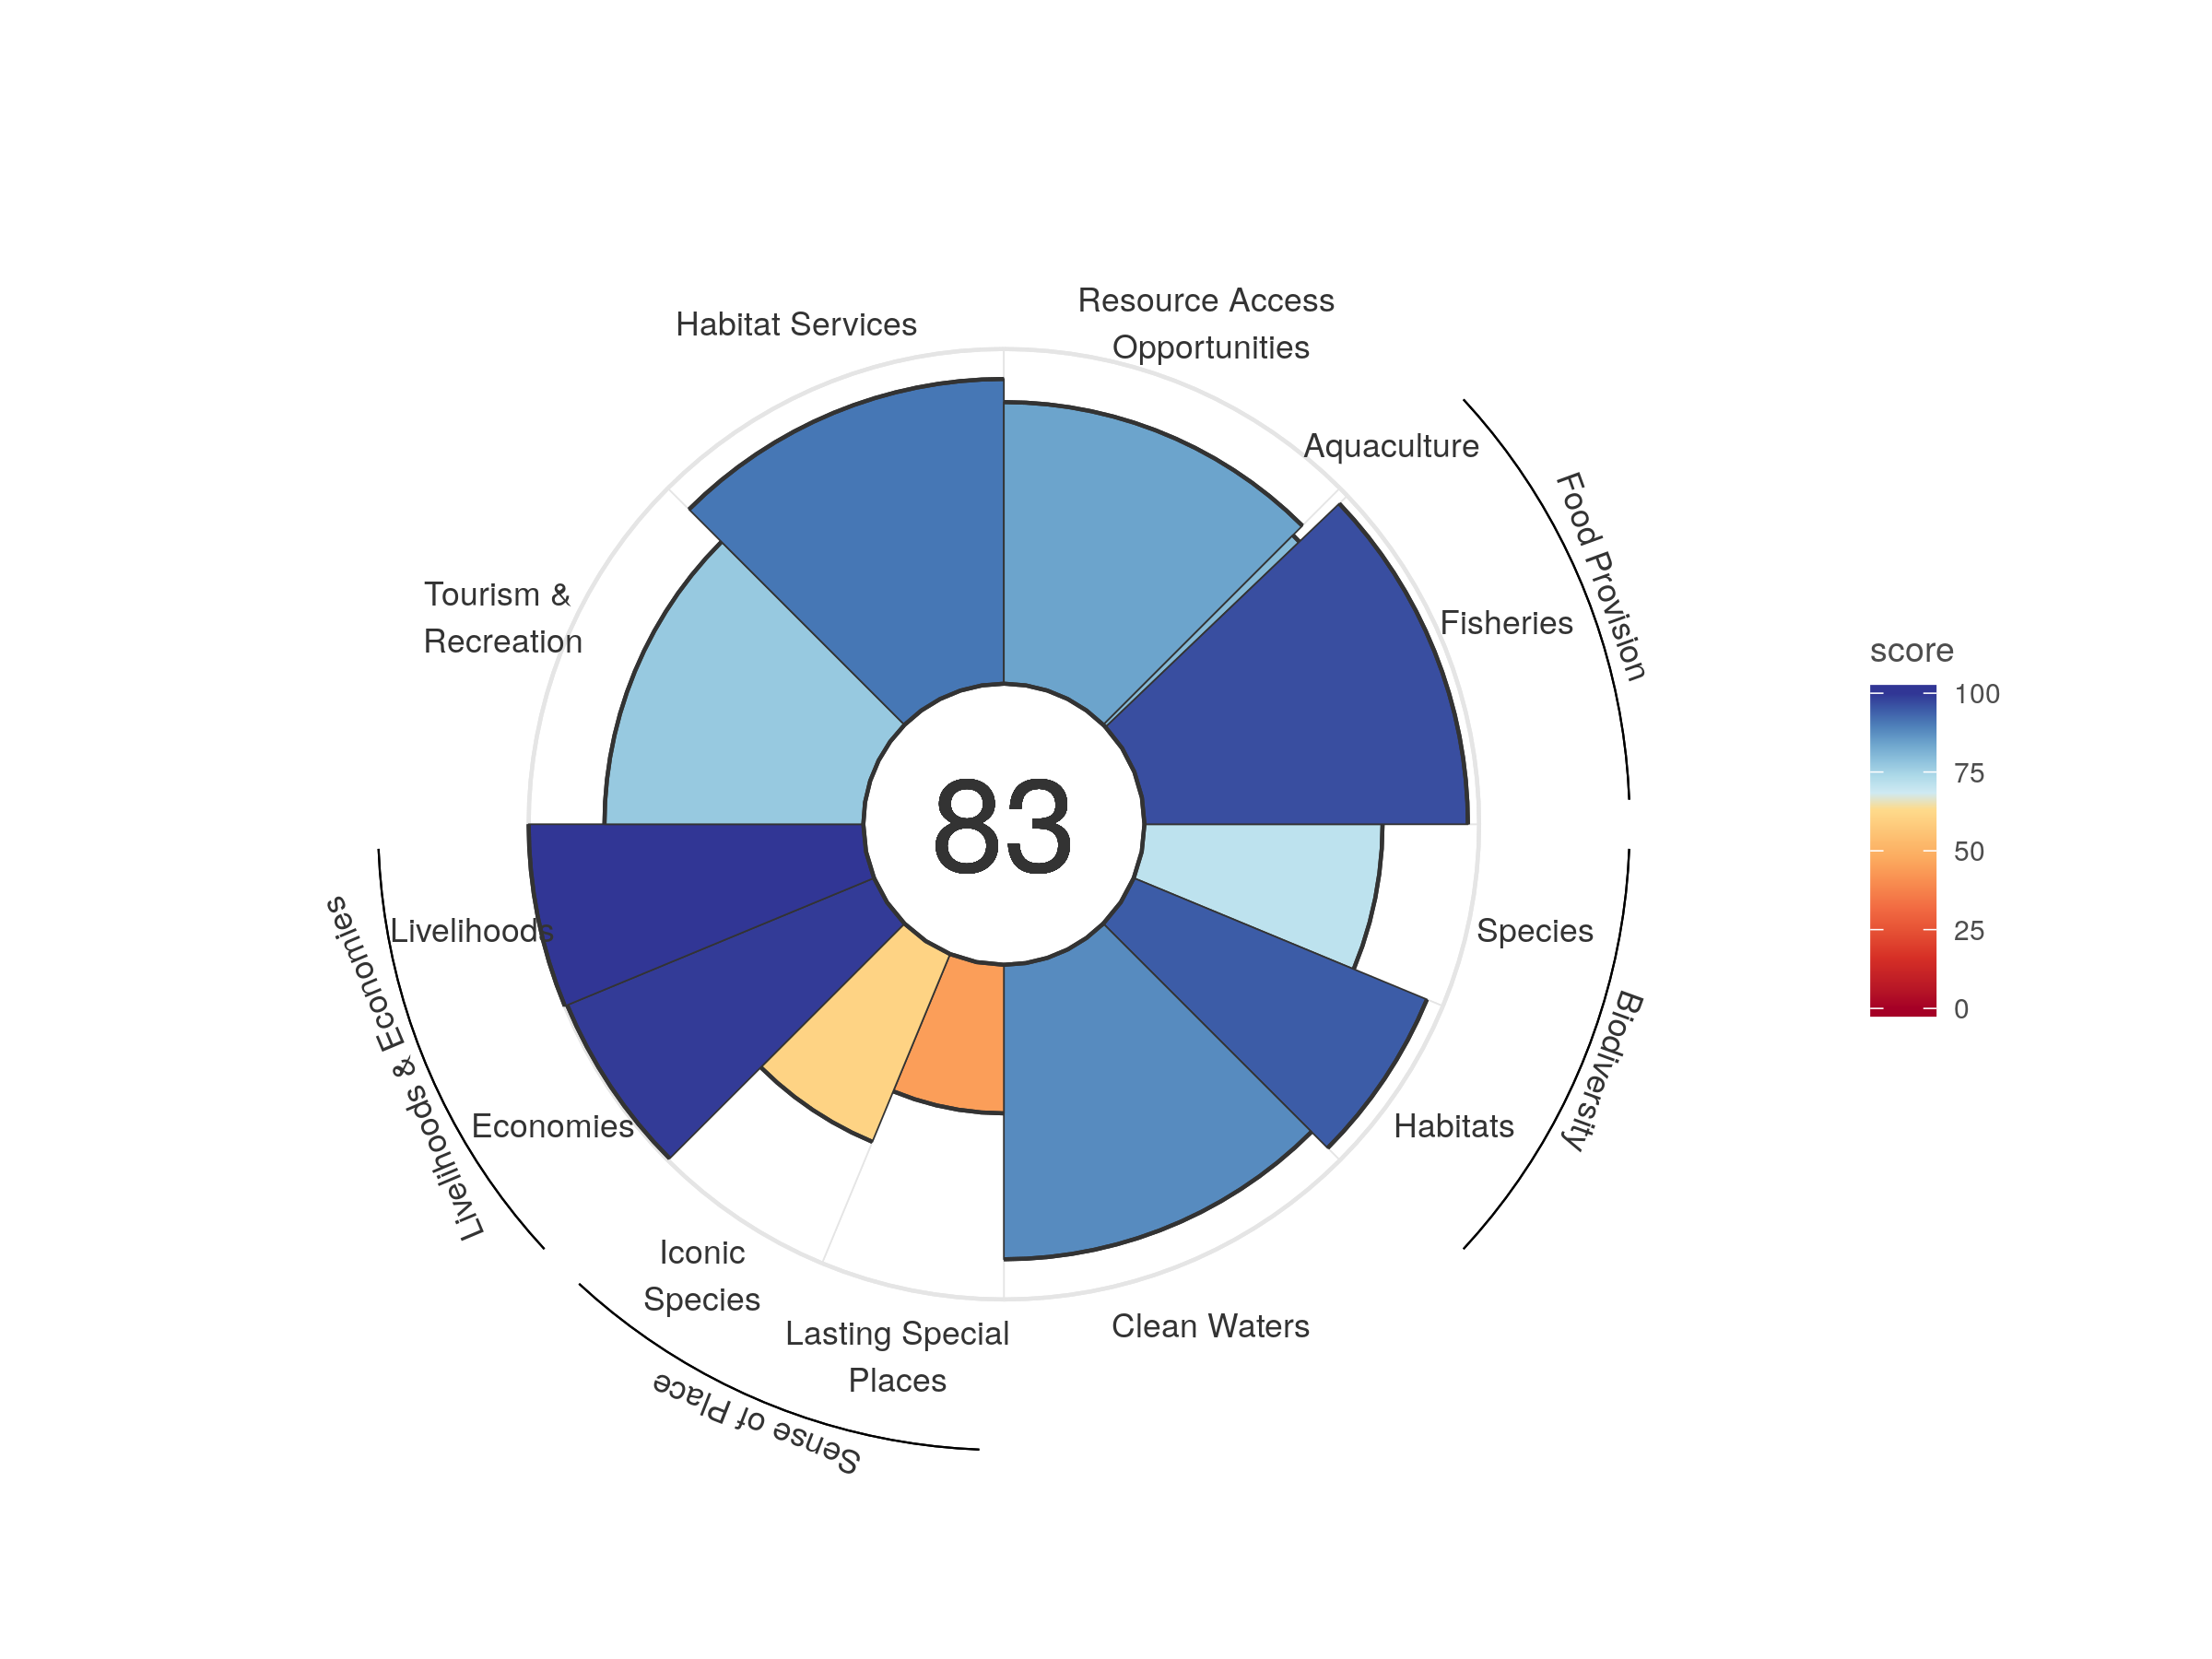 Resource Access
Opportunities
Habitat Services
Aquaculture
Food Provision
Fisheries
Tourism &
Recreation
83
score
100
75
50
25
0
Livelihoods
Livelihoods & Economies
Species
Biodiversity
Economies
Habitats
Iconic
Species
Lasting Special
Places
Clean Waters
Sense of Place